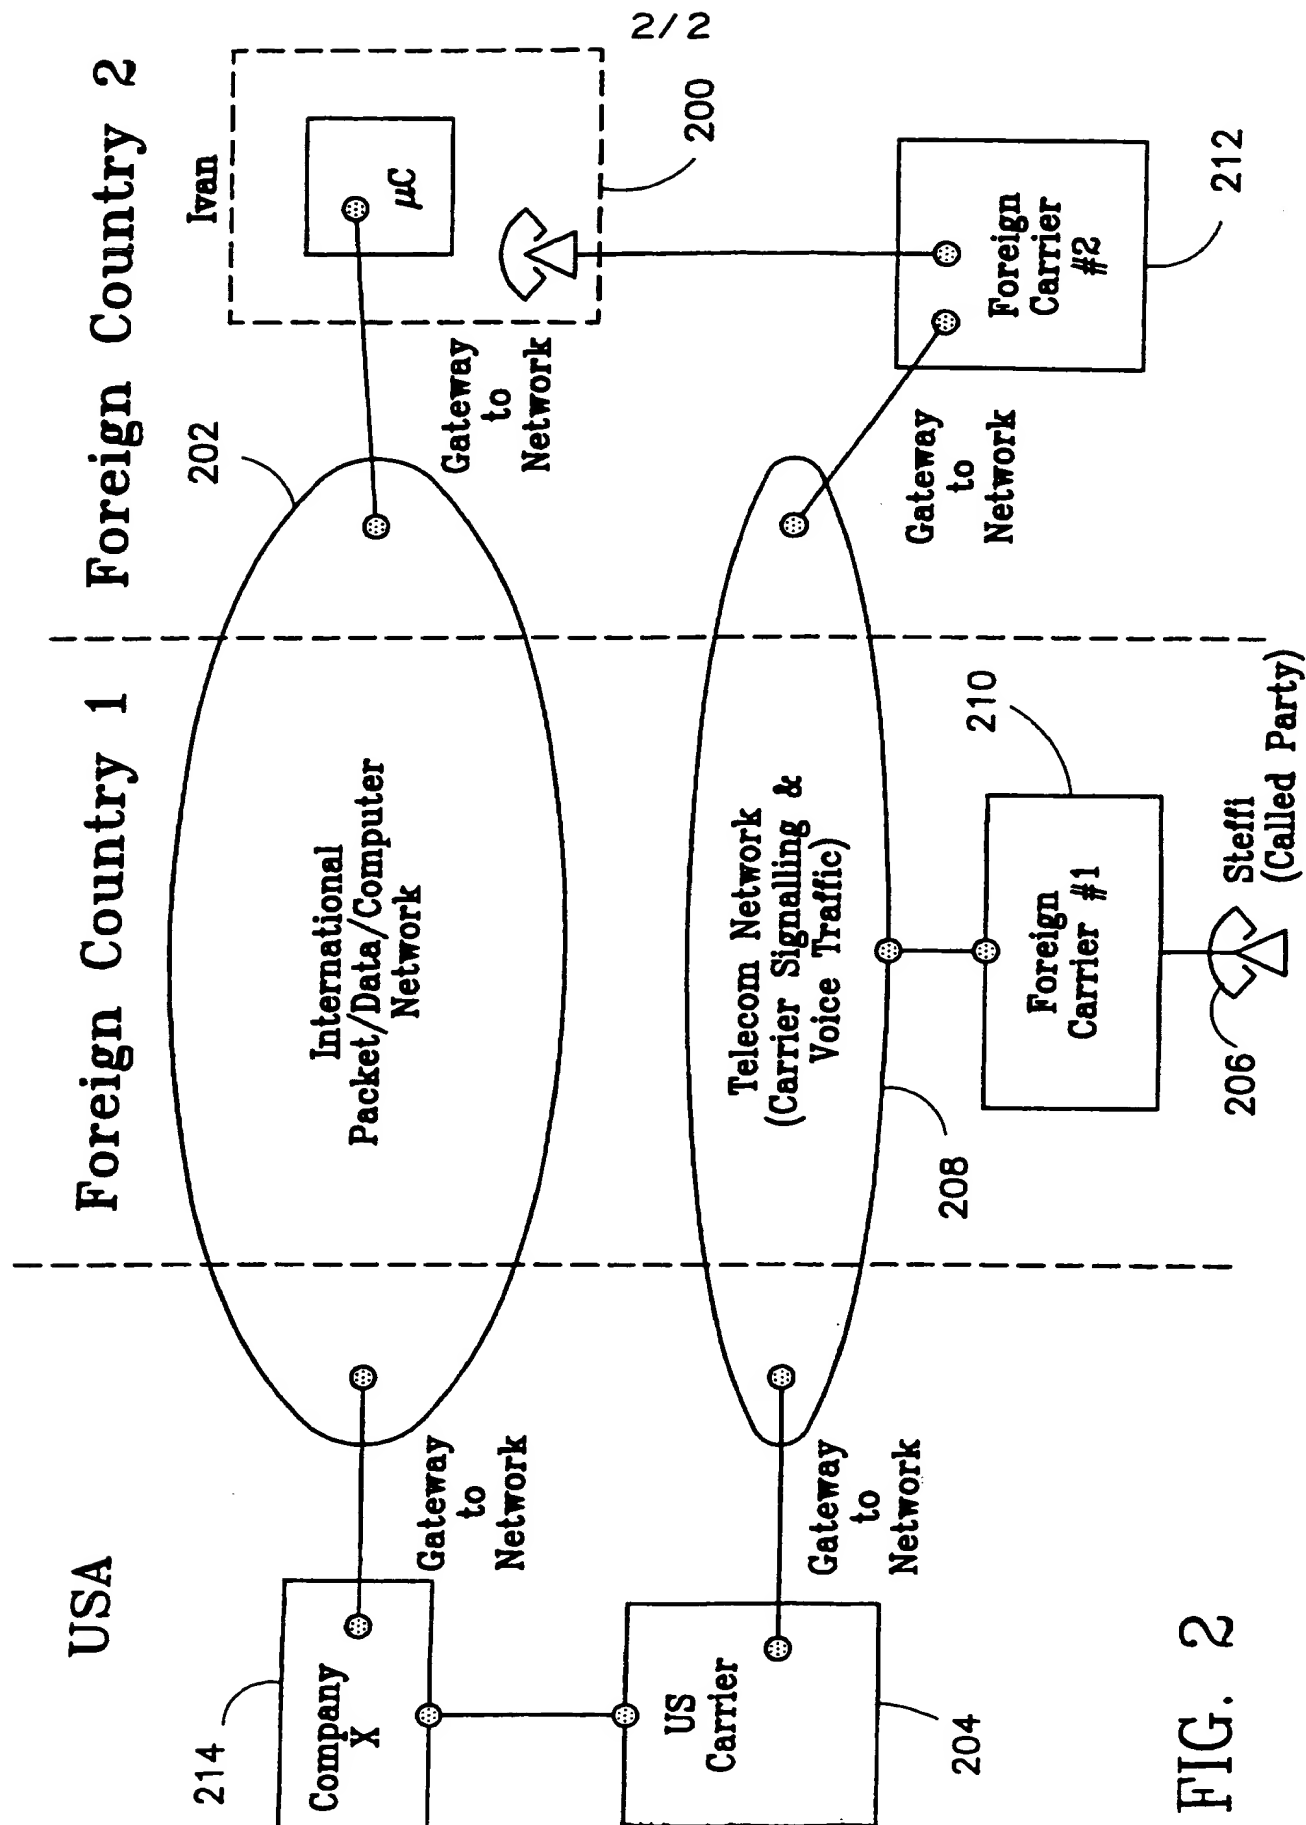 2/2
USA
Foreign Country 1
Foreign Country 2
214
Company
X
Gateway
to
Network
International
Packet/Data/Computer
Network
202
Gateway
to
Network
Ivan
µC
200
US
Carrier
204
Gateway
to
Network
Telecom Network
(Carrier Signalling &
Voice Traffic)
208
Foreign
Carrier #1
210
206
Steffi
(Called Party)
Gateway
to
Network
Foreign
Carrier
#2
212
FIG. 2